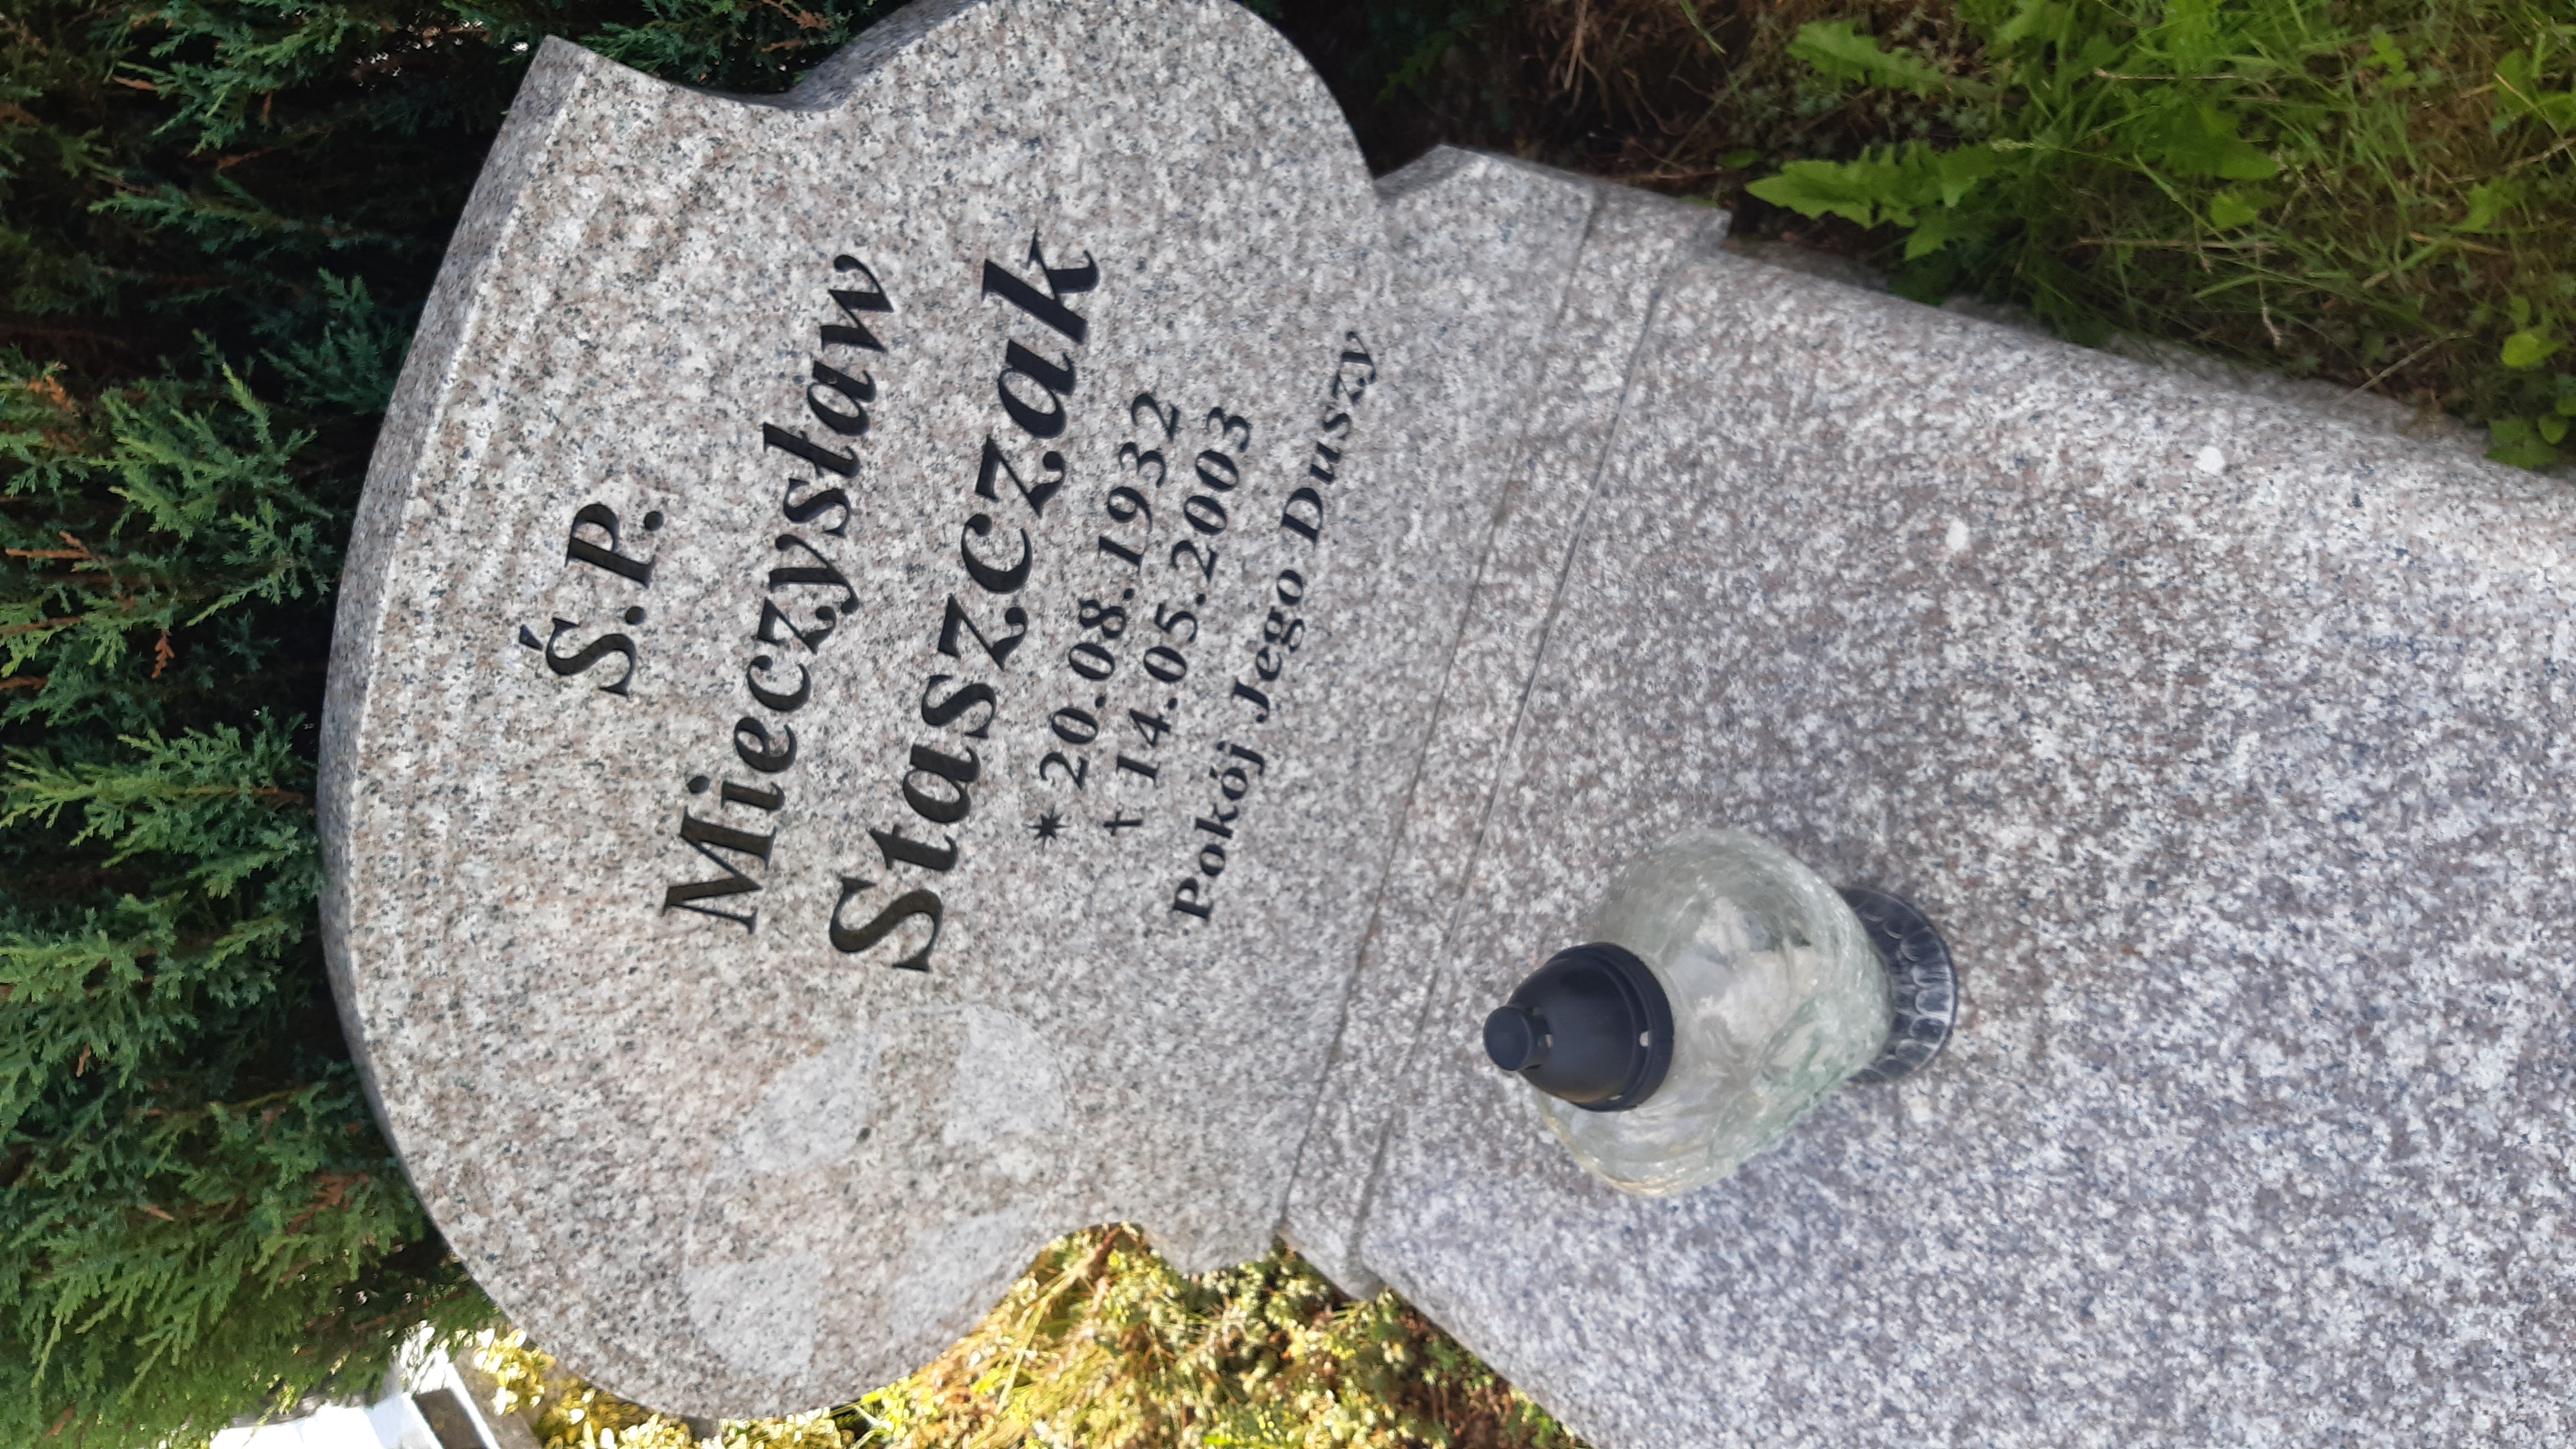 Ś.P.
Mieczysław
Staszczak
* 20.08.1932
† 14.05.2003
Pokój Jego Duszy